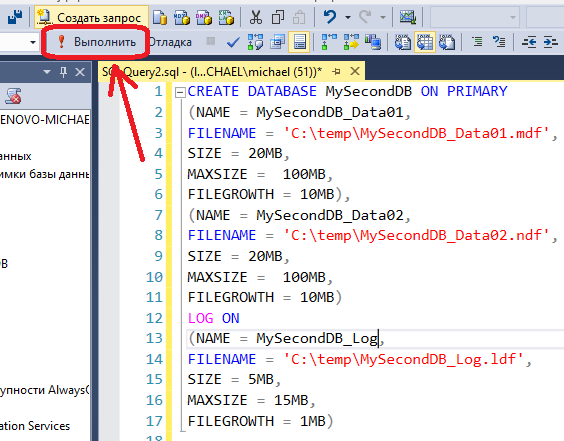 Создать запрос
Выполнить Отладка
SQLQuery2.sql - (l...CHAEL\michael (51))*
ENOVO-MICHAE
анных
имки базы данны
ОВ
ступности AlwaysO
ation Services
1 CREATE DATABASE MySecondDB ON PRIMARY
2 (NAME = MySecondDB_Data01,
3 FILENAME = 'C:\temp\MySecondDB_Data01.mdf',
4 SIZE = 20MB,
5 MAXSIZE = 100MB,
6 FILEGROWTH = 10MB),
7 (NAME = MySecondDB_Data02,
8 FILENAME = 'C:\temp\MySecondDB_Data02.ndf',
9 SIZE = 20MB,
10 MAXSIZE = 100MB,
11 FILEGROWTH = 10MB)
12 LOG ON
13 (NAME = MySecondDB_Log,
14 FILENAME = 'C:\temp\MySecondDB_Log.ldf',
15 SIZE = 5MB,
16 MAXSIZE = 15MB,
17 FILEGROWTH = 1MB)
18